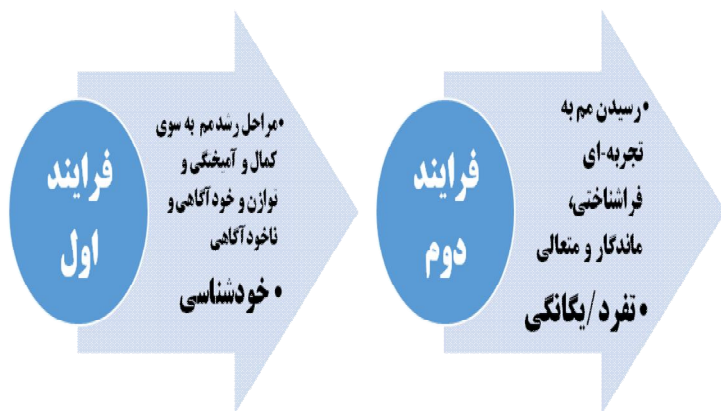 فرایند
اول
•مراحل رشد مم به سوی
کمال و آمیختگی و
توازن و خودآگاهی و
ناخودآگاهی
• خودشناسی
فرایند
دوم
•رسیدن مم به
تجربه-ای
فراشناختی،
ماندگار و متعالی
•تفرد/یگانگی